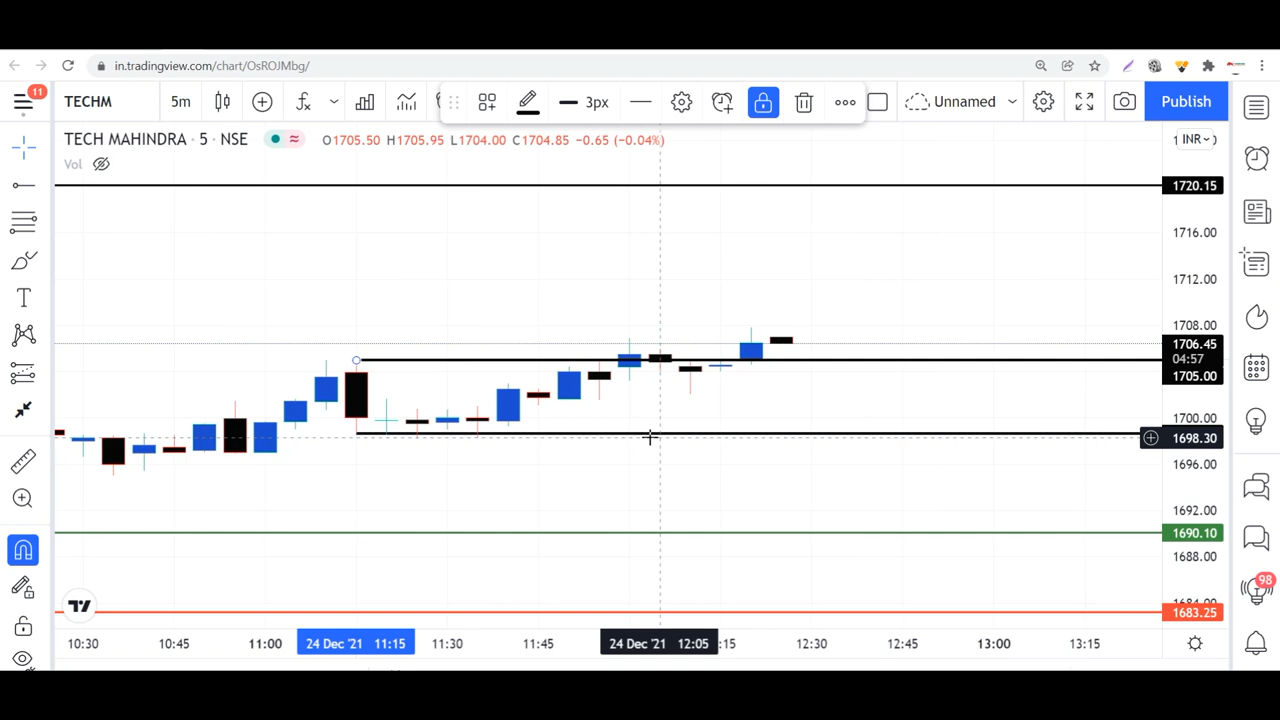 in.tradingview.com/chart/OsROJMbg/
11
TECHM
5m
3px
Unnamed
Publish
TECH MAHINDRA · 5 · NSE
O1705.50 H1705.95 L1704.00 C1704.85 −0.65 (−0.04%)
INR
Vol
1720.15
1716.00
1712.00
1708.00
1706.45
04:57
1705.00
1700.00
1698.30
1696.00
1692.00
1690.10
1688.00
1683.25
98
10:30
10:45
11:00
24 Dec '21 11:15
11:30
11:45
24 Dec '21 12:05
:15
12:30
12:45
13:00
13:15